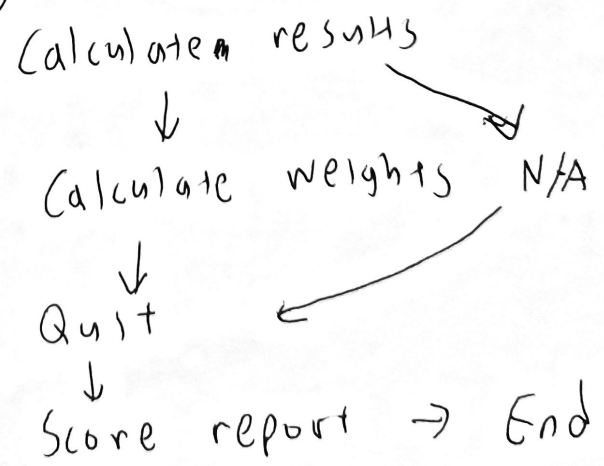 Calculate results
↓
Calculate weights N/A
↓
Quit
↓
Score report → End